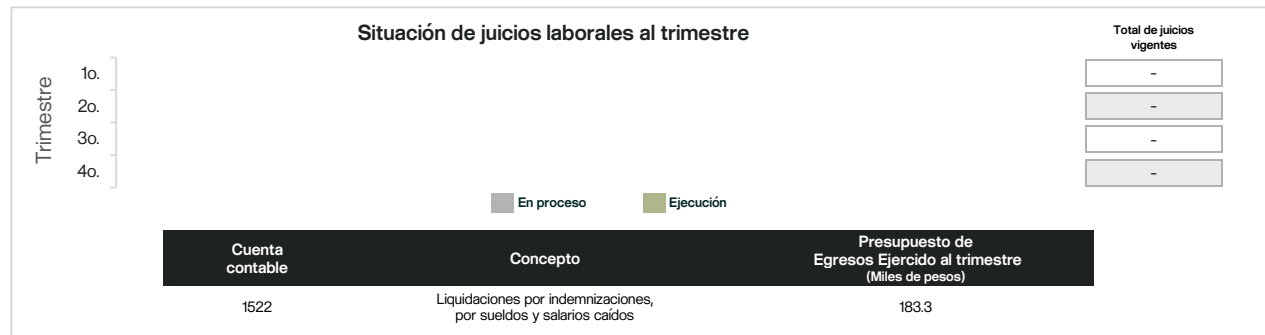 Situación de juicios laborales al trimestre
Total de juicios
vigentes
Trimestre
1o.
-
2o.
-
3o.
-
4o.
-
En proceso
Ejecución
Cuenta
contable
Concepto
Presupuesto de
Egresos Ejercido al trimestre
(Miles de pesos)
1522
Liquidaciones por indemnizaciones,
por sueldos y salarios caídos
183.3